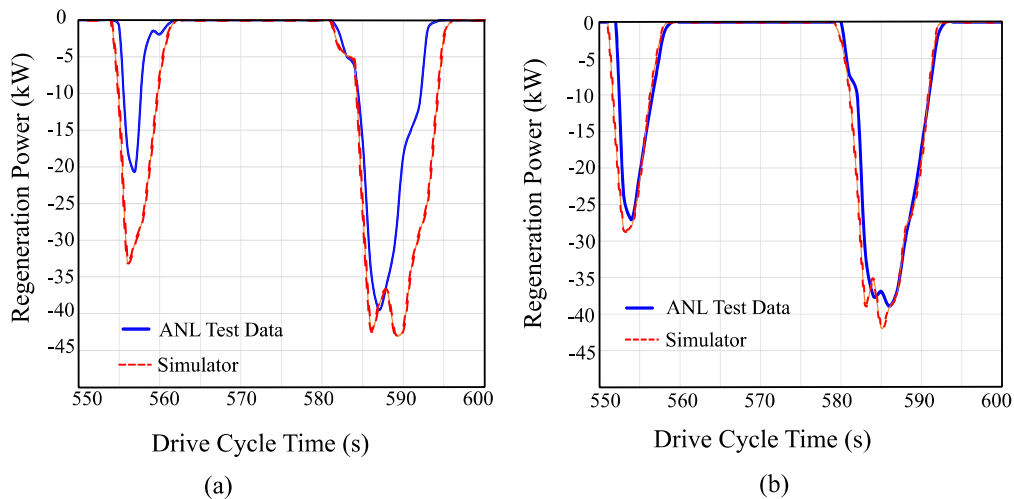 0
-5
-10
-15
-20
-25
-30
-35
-40
-45
Regeneration Power (kW)
ANL Test Data
Simulator
550 560 570 580 590 600
Drive Cycle Time (s)
(a)
0
-5
-10
-15
-20
-25
-30
-35
-40
-45
Regeneration Power (kW)
ANL Test Data
Simulator
550 560 570 580 590 600
Drive Cycle Time (s)
(b)